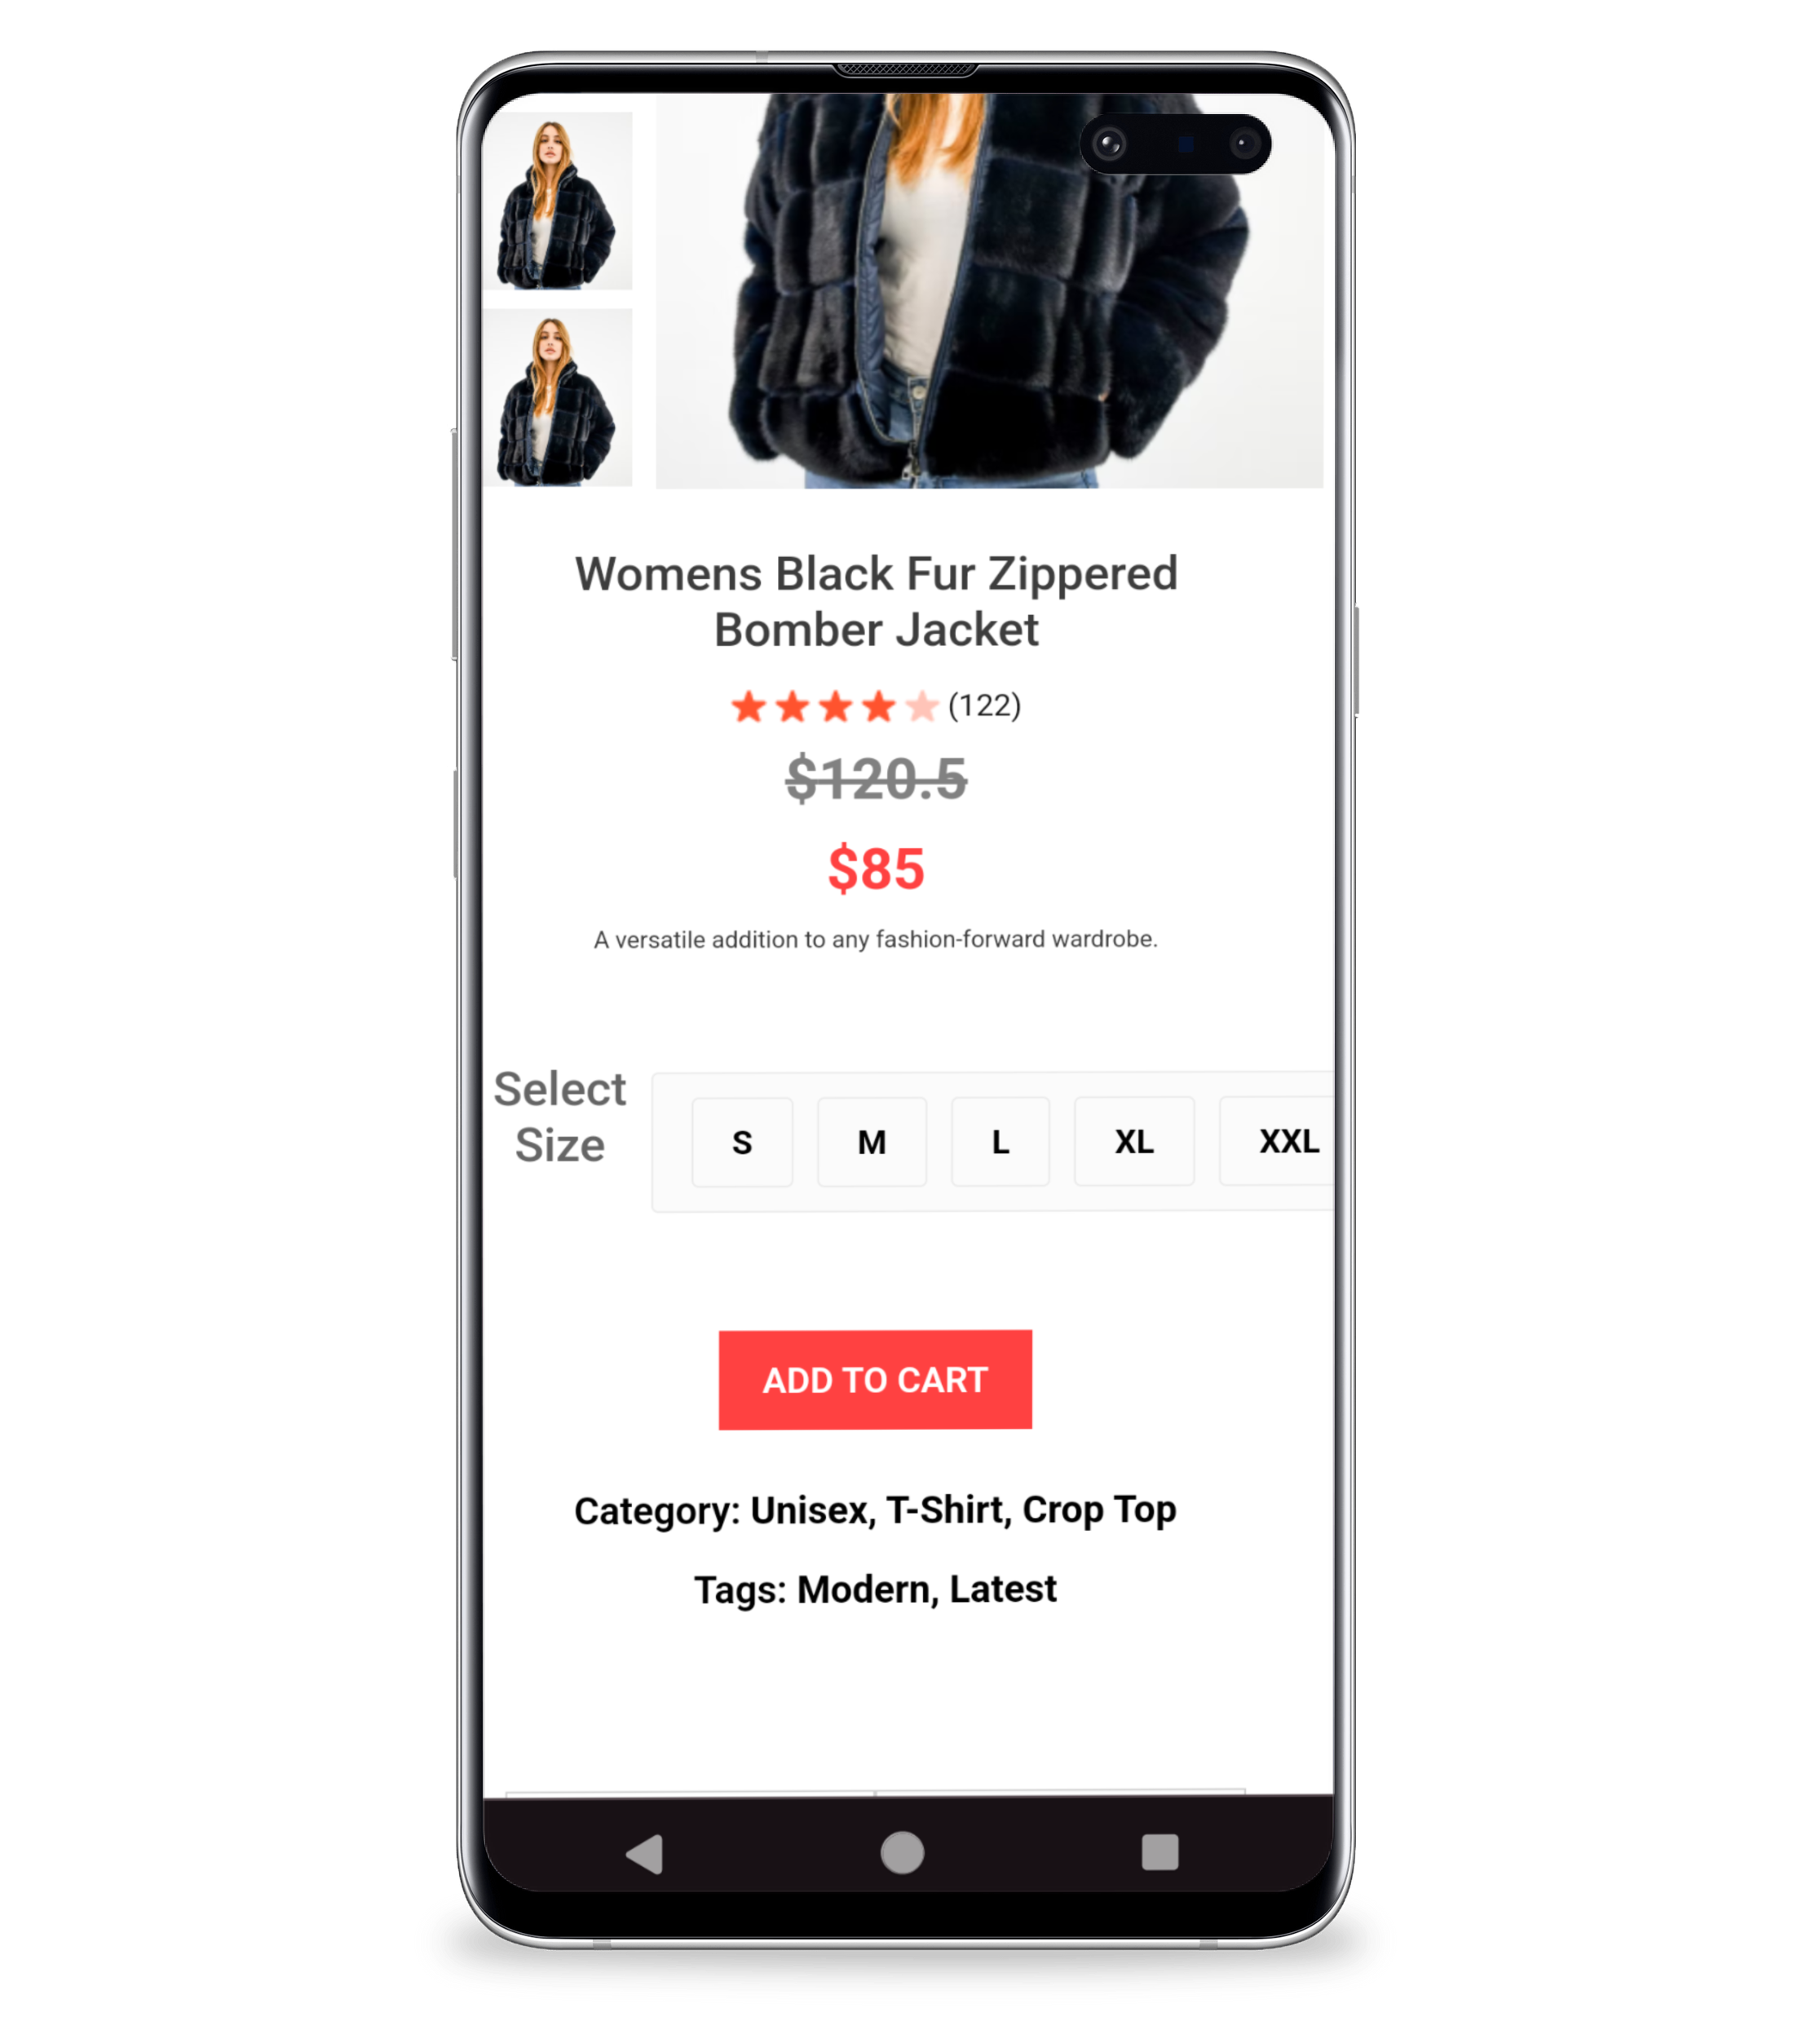 Womens Black Fur Zippered
Bomber Jacket
(122)
$120.5
$85
A versatile addition to any fashion-forward wardrobe.
Select
Size
S M L XL XXL
ADD TO CART
Category: Unisex, T-Shirt, Crop Top
Tags: Modern, Latest